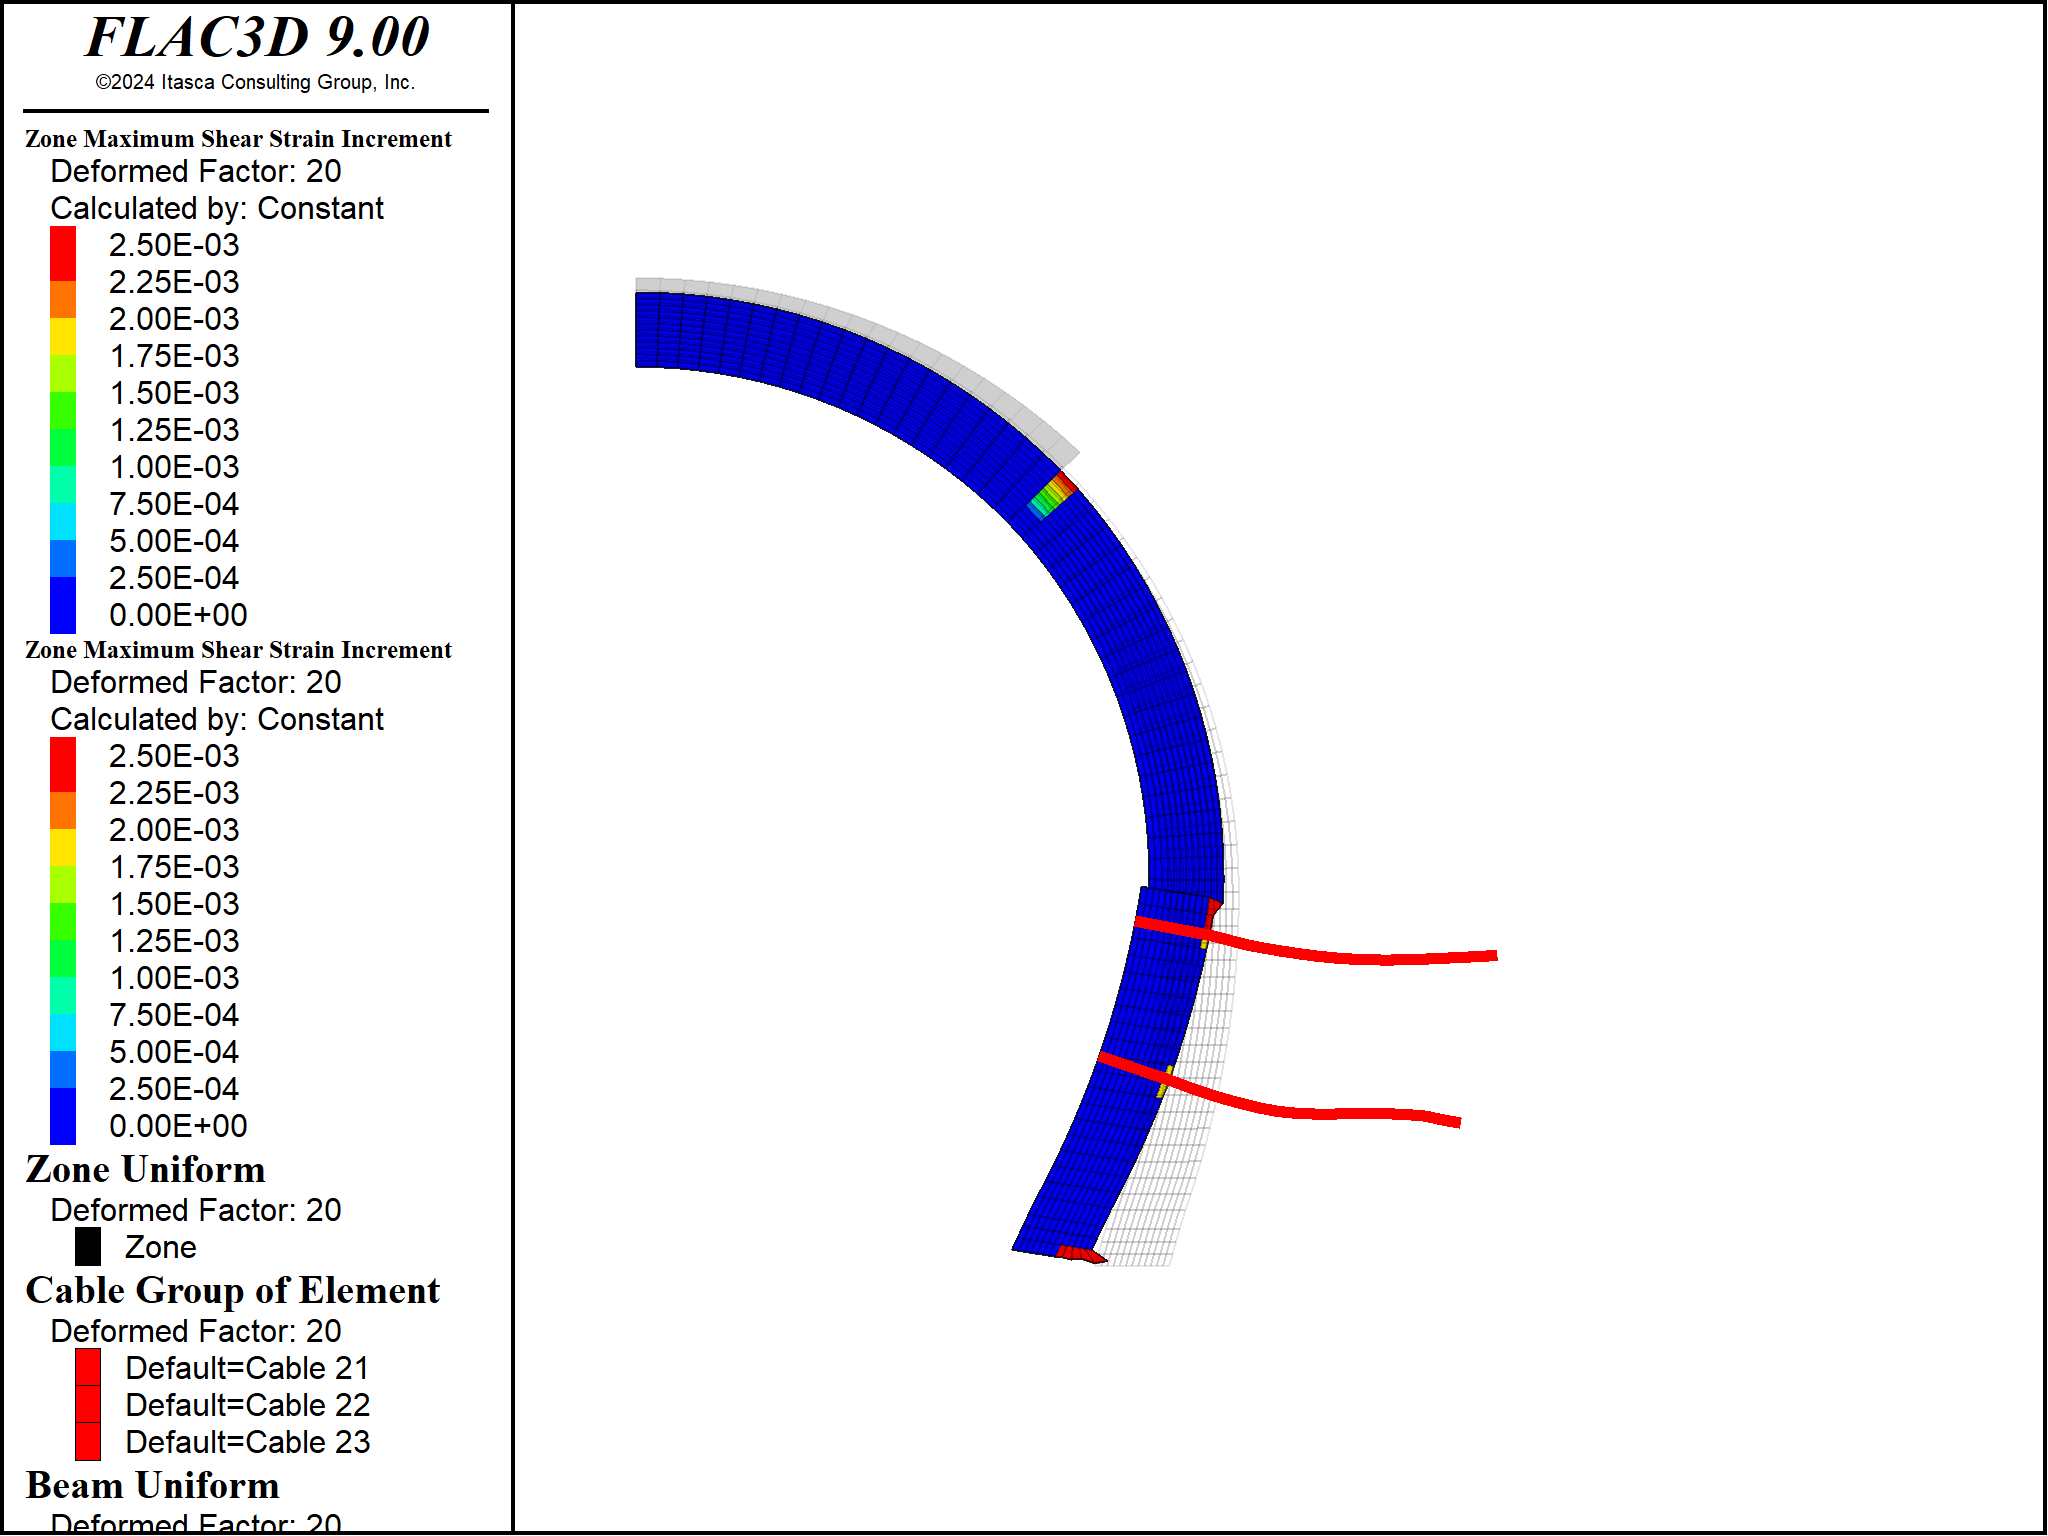 FLAC3D 9.00
©2024 Itasca Consulting Group, Inc.
Zone Maximum Shear Strain Increment
Deformed Factor: 20
Calculated by: Constant
2.50E-03
2.25E-03
2.00E-03
1.75E-03
1.50E-03
1.25E-03
1.00E-03
7.50E-04
5.00E-04
2.50E-04
0.00E+00
Zone Maximum Shear Strain Increment
Deformed Factor: 20
Calculated by: Constant
2.50E-03
2.25E-03
2.00E-03
1.75E-03
1.50E-03
1.25E-03
1.00E-03
7.50E-04
5.00E-04
2.50E-04
0.00E+00
Zone Uniform
Deformed Factor: 20
Zone
Cable Group of Element
Deformed Factor: 20
Default=Cable 21
Default=Cable 22
Default=Cable 23
Beam Uniform
Deformed Factor: 20